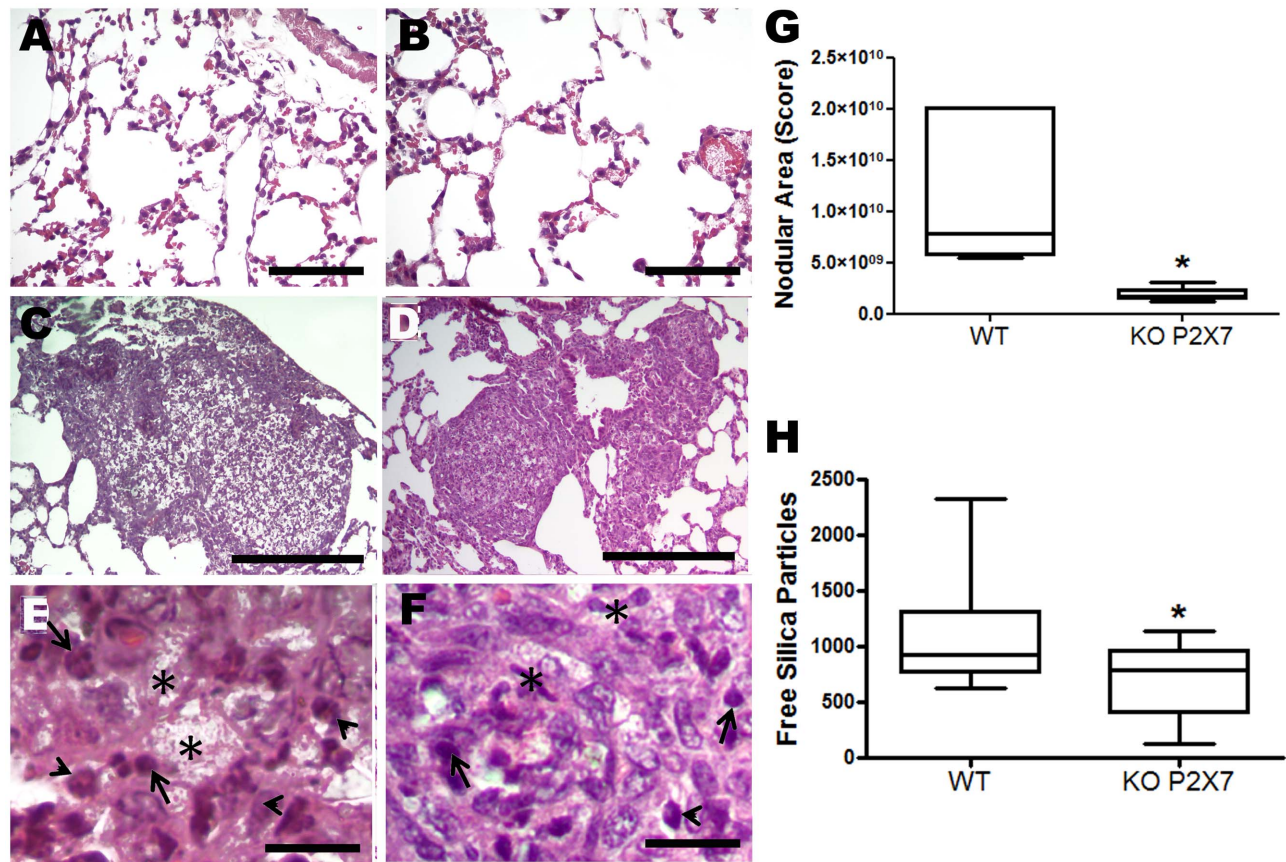 A
B
C
D
E
F
*
*
*
*
G
Nodular Area (Score)
2.5×10¹⁰
2.0×10¹⁰
1.5×10¹⁰
1.0×10¹⁰
5.0×10⁰⁹
0.0
*
WT
KO P2X7
H
Free Silica Particles
2500
2000
1500
1000
500
0
*
WT
KO P2X7